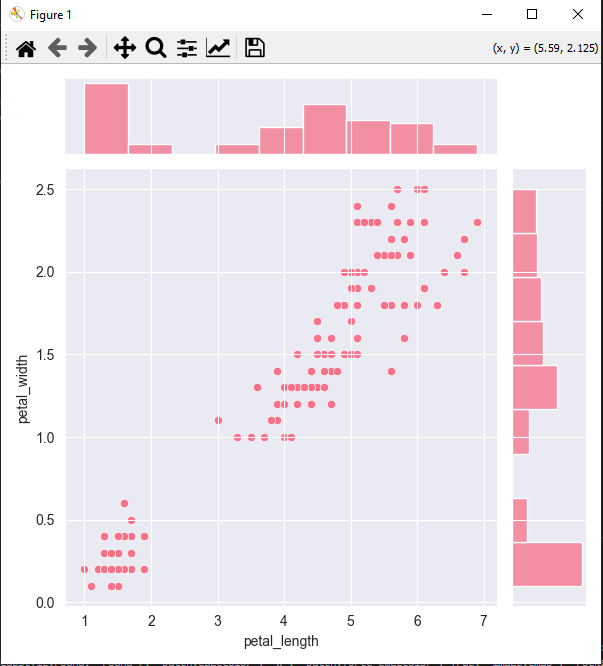 Figure 1
(x, y) = (5.59, 2.125)
2.5
2.0
1.5
1.0
0.5
0.0
petal_width
1 2 3 4 5 6 7
petal_length